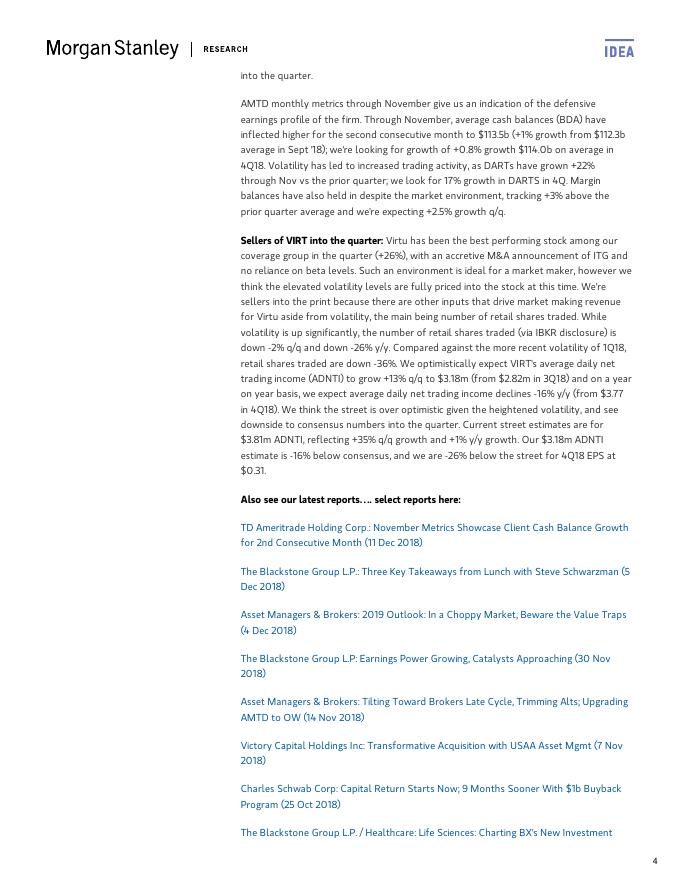 Morgan Stanley | RESEARCH
IDEA
into the quarter.
AMTD monthly metrics through November give us an indication of the defensive
earnings profile of the firm. Through November, average cash balances (BDA) have
inflected higher for the second consecutive month to $113.5b (+1% growth from $112.3b
average in Sept '18); we're looking for growth of +0.8% growth $114.0b on average in
4Q18. Volatility has led to increased trading activity, as DARTs have grown +22%
through Nov vs the prior quarter; we look for 17% growth in DARTS in 4Q. Margin
balances have also held in despite the market environment, tracking +3% above the
prior quarter average and we're expecting +2.5% growth q/q.
Sellers of VIRT into the quarter: Virtu has been the best performing stock among our
coverage group in the quarter (+26%), with an accretive M&A announcement of ITG and
no reliance on beta levels. Such an environment is ideal for a market maker, however we
think the elevated volatility levels are fully priced into the stock at this time. We're
sellers into the print because there are other inputs that drive market making revenue
for Virtu aside from volatility, the main being number of retail shares traded. While
volatility is up significantly, the number of retail shares traded (via IBKR disclosure) is
down -2% q/q and down -26% y/y. Compared against the more recent volatility of 1Q18,
retail shares traded are down -36%. We optimistically expect VIRT's average daily net
trading income (ADNTI) to grow +13% q/q to $3.18m (from $2.82m in 3Q18) and on a year
on year basis, we expect average daily net trading income declines -16% y/y (from $3.77
in 4Q18). We think the street is over optimistic given the heightened volatility, and see
downside to consensus numbers into the quarter. Current street estimates are for
$3.81m ADNTI, reflecting +35% q/q growth and +1% y/y growth. Our $3.18m ADNTI
estimate is -16% below consensus, and we are -26% below the street for 4Q18 EPS at
$0.31.
Also see our latest reports.... select reports here:
TD Ameritrade Holding Corp.: November Metrics Showcase Client Cash Balance Growth
for 2nd Consecutive Month (11 Dec 2018)
The Blackstone Group L.P.: Three Key Takeaways from Lunch with Steve Schwarzman (5
Dec 2018)
Asset Managers & Brokers: 2019 Outlook: In a Choppy Market, Beware the Value Traps
(4 Dec 2018)
The Blackstone Group L.P: Earnings Power Growing, Catalysts Approaching (30 Nov
2018)
Asset Managers & Brokers: Tilting Toward Brokers Late Cycle, Trimming Alts; Upgrading
AMTD to OW (14 Nov 2018)
Victory Capital Holdings Inc: Transformative Acquisition with USAA Asset Mgmt (7 Nov
2018)
Charles Schwab Corp: Capital Return Starts Now; 9 Months Sooner With $1b Buyback
Program (25 Oct 2018)
The Blackstone Group L.P. / Healthcare: Life Sciences: Charting BX's New Investment
4